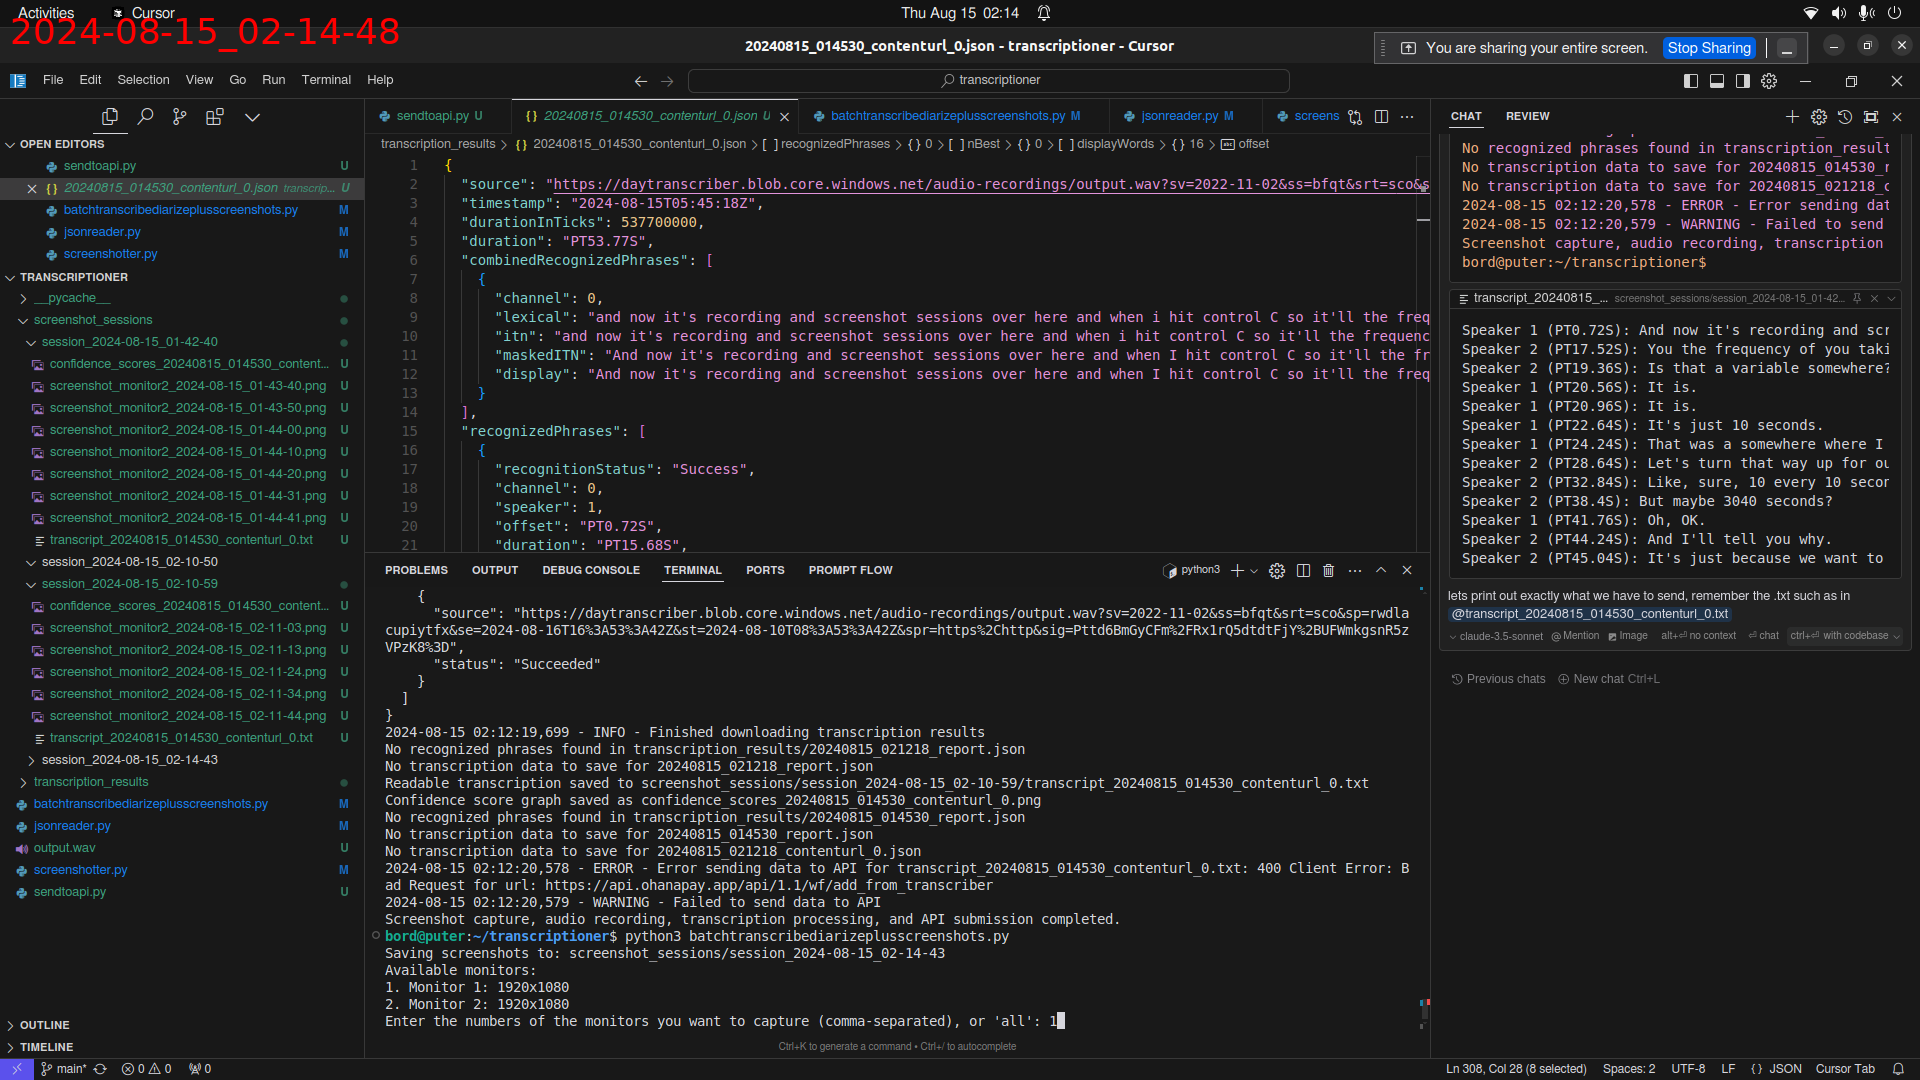 Activities
Cursor
Thu Aug 15 02:14
2024-08-15_02-14-48
20240815_014530_contenturl_0.json - transcriptioner - Cursor
You are sharing your entire screen.
Stop Sharing
File Edit Selection View Go Run Terminal Help
transcriptioner
OPEN EDITORS
sendtoapi.py U
20240815_014530_contenturl_0.json transcrip... U
batchtranscribediarizeplusscreenshots.py M
jsonreader.py M
screenshotter.py M
TRANSCRIPTIONER
__pycache__
screenshot_sessions
session_2024-08-15_01-42-40
confidence_scores_20240815_014530_content... U
screenshot_monitor2_2024-08-15_01-43-40.png U
screenshot_monitor2_2024-08-15_01-43-50.png U
screenshot_monitor2_2024-08-15_01-44-00.png U
screenshot_monitor2_2024-08-15_01-44-10.png U
screenshot_monitor2_2024-08-15_01-44-20.png U
screenshot_monitor2_2024-08-15_01-44-31.png U
screenshot_monitor2_2024-08-15_01-44-41.png U
transcript_20240815_014530_contenturl_0.txt U
session_2024-08-15_02-10-50
session_2024-08-15_02-10-59
confidence_scores_20240815_014530_content... U
screenshot_monitor2_2024-08-15_02-11-03.png U
screenshot_monitor2_2024-08-15_02-11-13.png U
screenshot_monitor2_2024-08-15_02-11-24.png U
screenshot_monitor2_2024-08-15_02-11-34.png U
screenshot_monitor2_2024-08-15_02-11-44.png U
transcript_20240815_014530_contenturl_0.txt U
session_2024-08-15_02-14-43
transcription_results
batchtranscribediarizeplusscreenshots.py M
jsonreader.py M
output.wav U
screenshotter.py M
sendtoapi.py U
OUTLINE
TIMELINE
sendtoapi.py U
{} 20240815_014530_contenturl_0.json U
batchtranscribediarizeplusscreenshots.py M
jsonreader.py M
screens
transcription_results > {} 20240815_014530_contenturl_0.json > [ ] recognizedPhrases > {} 0 > [ ] nBest > {} 0 > [ ] displayWords > {} 16 > offset
1 {
2 "source": "https://daytranscriber.blob.core.windows.net/audio-recordings/output.wav?sv=2022-11-02&ss=bfqt&srt=sco&s
3 "timestamp": "2024-08-15T05:45:18Z",
4 "durationInTicks": 537700000,
5 "duration": "PT53.77S",
6 "combinedRecognizedPhrases": [
7 {
8 "channel": 0,
9 "lexical": "and now it's recording and screenshot sessions over here and when i hit control C so it'll the freq
10 "itn": "and now it's recording and screenshot sessions over here and when i hit control C so it'll the frequenc
11 "maskedITN": "And now it's recording and screenshot sessions over here and when I hit control C so it'll the fr
12 "display": "And now it's recording and screenshot sessions over here and when I hit control C so it'll the freq
13 }
14 ],
15 "recognizedPhrases": [
16 {
17 "recognitionStatus": "Success",
18 "channel": 0,
19 "speaker": 1,
20 "offset": "PT0.72S",
21 "duration": "PT15.68S",
PROBLEMS OUTPUT DEBUG CONSOLE TERMINAL PORTS PROMPT FLOW
python3
{
"source": "https://daytranscriber.blob.core.windows.net/audio-recordings/output.wav?sv=2022-11-02&ss=bfqt&srt=sco&sp=rwdla
cupiytfx&se=2024-08-16T16%3A53%3A42Z&st=2024-08-10T08%3A53%3A42Z&spr=https%2Chttp&sig=Pttd6BmGyCFm%2FRx1rQ5dtdtFjY%2BUFWmkgsnR5z
VPzK8%3D",
"status": "Succeeded"
}
]
}
2024-08-15 02:12:19,699 - INFO - Finished downloading transcription results
No recognized phrases found in transcription_results/20240815_021218_report.json
No transcription data to save for 20240815_021218_report.json
Readable transcription saved to screenshot_sessions/session_2024-08-15_02-10-59/transcript_20240815_014530_contenturl_0.txt
Confidence score graph saved as confidence_scores_20240815_014530_contenturl_0.png
No recognized phrases found in transcription_results/20240815_014530_report.json
No transcription data to save for 20240815_014530_report.json
No transcription data to save for 20240815_021218_contenturl_0.json
2024-08-15 02:12:20,578 - ERROR - Error sending data to API for transcript_20240815_014530_contenturl_0.txt: 400 Client Error: B
ad Request for url: https://api.ohanapay.app/api/1.1/wf/add_from_transcriber
2024-08-15 02:12:20,579 - WARNING - Failed to send data to API
Screenshot capture, audio recording, transcription processing, and API submission completed.
bord@puter:~/transcriptioner$ python3 batchtranscribediarizeplusscreenshots.py
Saving screenshots to: screenshot_sessions/session_2024-08-15_02-14-43
Available monitors:
1. Monitor 1: 1920x1080
2. Monitor 2: 1920x1080
Enter the numbers of the monitors you want to capture (comma-separated), or 'all': 1
Ctrl+K to generate a command • Ctrl+/ to autocomplete
CHAT REVIEW
No recognized phrases found in transcription_result
No transcription data to save for 20240815_014530_r
No transcription data to save for 20240815_021218_c
2024-08-15 02:12:20,578 - ERROR - Error sending dat
2024-08-15 02:12:20,579 - WARNING - Failed to send
Screenshot capture, audio recording, transcription
bord@puter:~/transcriptioner$
transcript_20240815_... screenshot_sessions/session_2024-08-15_01-42...
Speaker 1 (PT0.72S): And now it's recording and scr
Speaker 2 (PT17.52S): You the frequency of you taki
Speaker 2 (PT19.36S): Is that a variable somewhere?
Speaker 1 (PT20.56S): It is.
Speaker 1 (PT20.96S): It is.
Speaker 1 (PT22.64S): It's just 10 seconds.
Speaker 1 (PT24.24S): That was a somewhere where I
Speaker 2 (PT28.64S): Let's turn that way up for ou
Speaker 2 (PT32.84S): Like, sure, 10 every 10 secon
Speaker 2 (PT38.4S): But maybe 3040 seconds?
Speaker 1 (PT41.76S): Oh, OK.
Speaker 2 (PT44.24S): And I'll tell you why.
Speaker 2 (PT45.04S): It's just because we want to
lets print out exactly what we have to send, remember the .txt such as in
@transcript_20240815_014530_contenturl_0.txt
claude-3.5-sonnet @ Mention Image alt+⏎ no context ⏎ chat ctrl+⏎ with codebase
Previous chats New chat Ctrl+L
main* 0 0 0
Ln 308, Col 28 (8 selected) Spaces: 2 UTF-8 LF {} JSON Cursor Tab